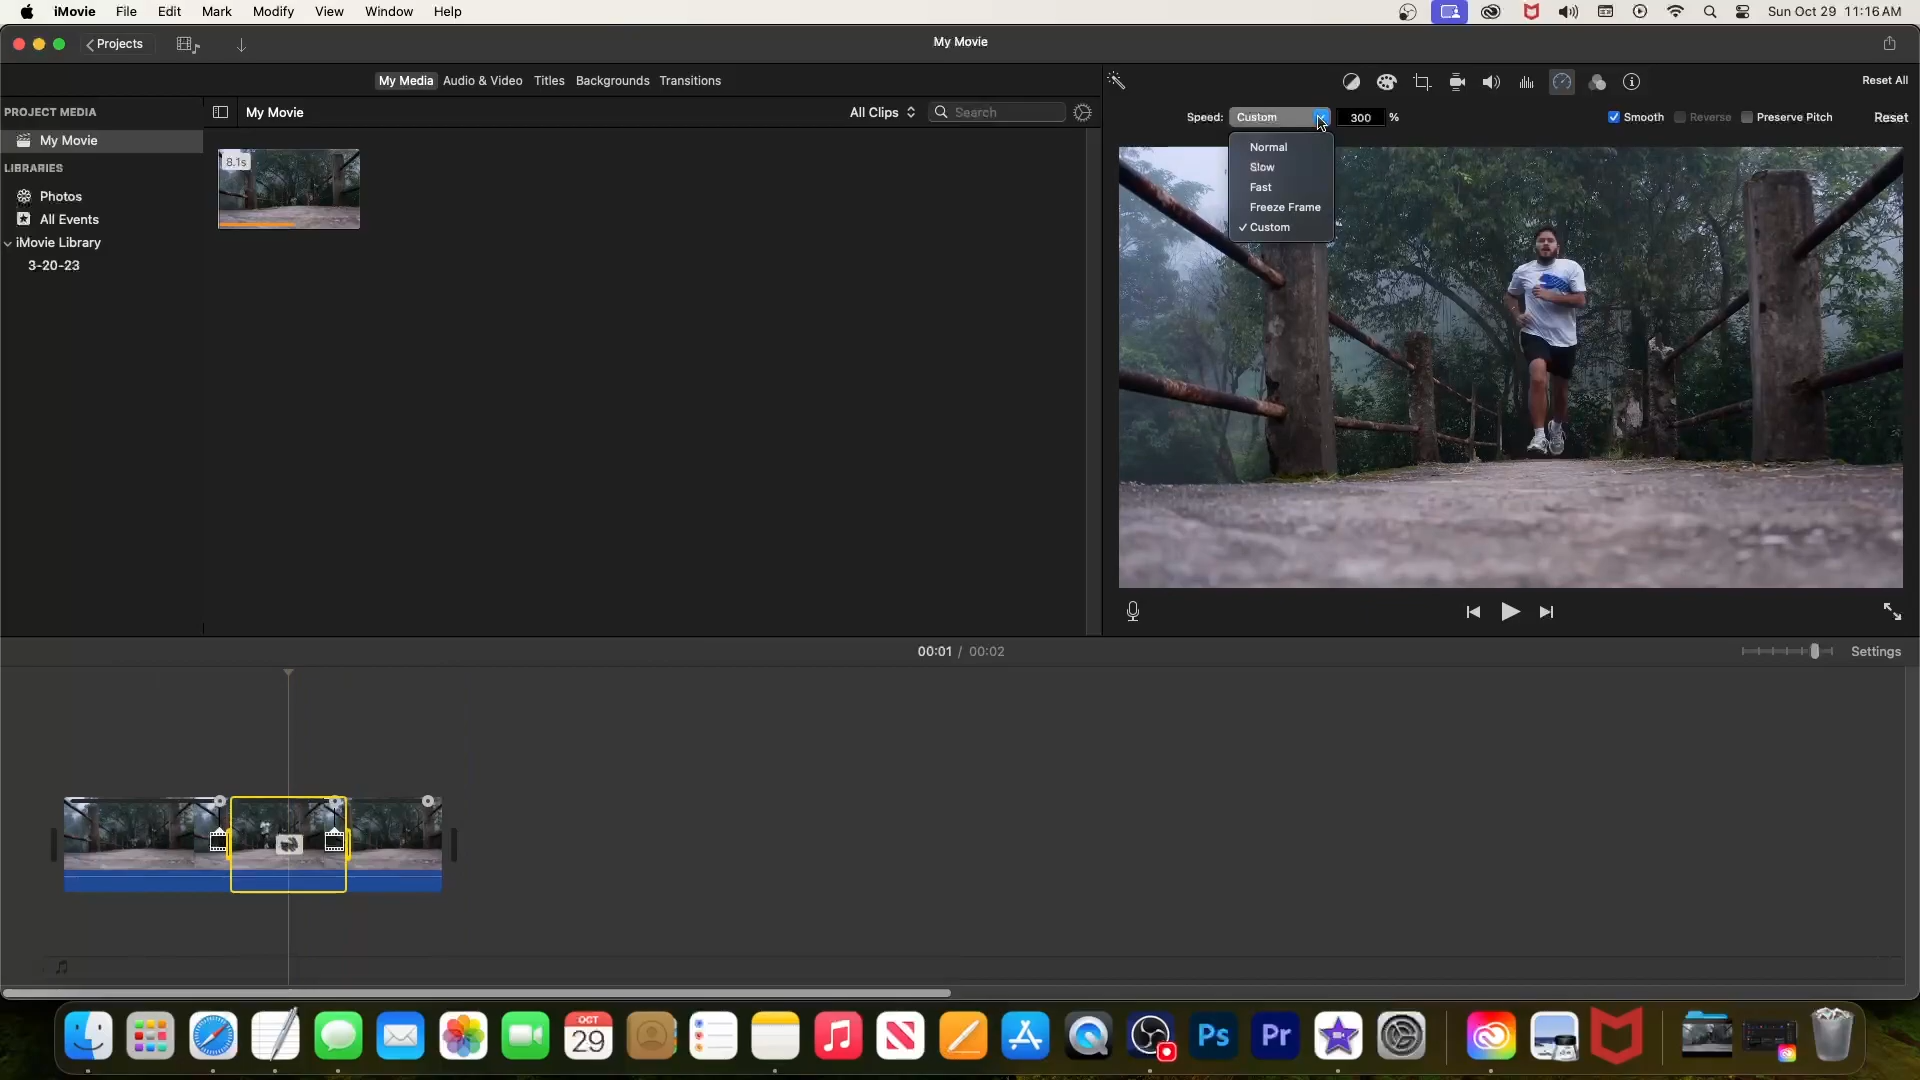 iMovie File Edit Mark Modify View Window Help Sun Oct 29 11:16 AM
Projects My Movie
My Media Audio & Video Titles Backgrounds Transitions Reset All
PROJECT MEDIA My Movie All Clips Search Speed: Custom 300 % Smooth Reverse Preserve Pitch Reset
My Movie Normal
LIBRARIES 8.1s Slow
Photos Fast
All Events Freeze Frame
iMovie Library Custom
3-20-23
00:01 / 00:02 Settings
OCT
29
Ps Pr